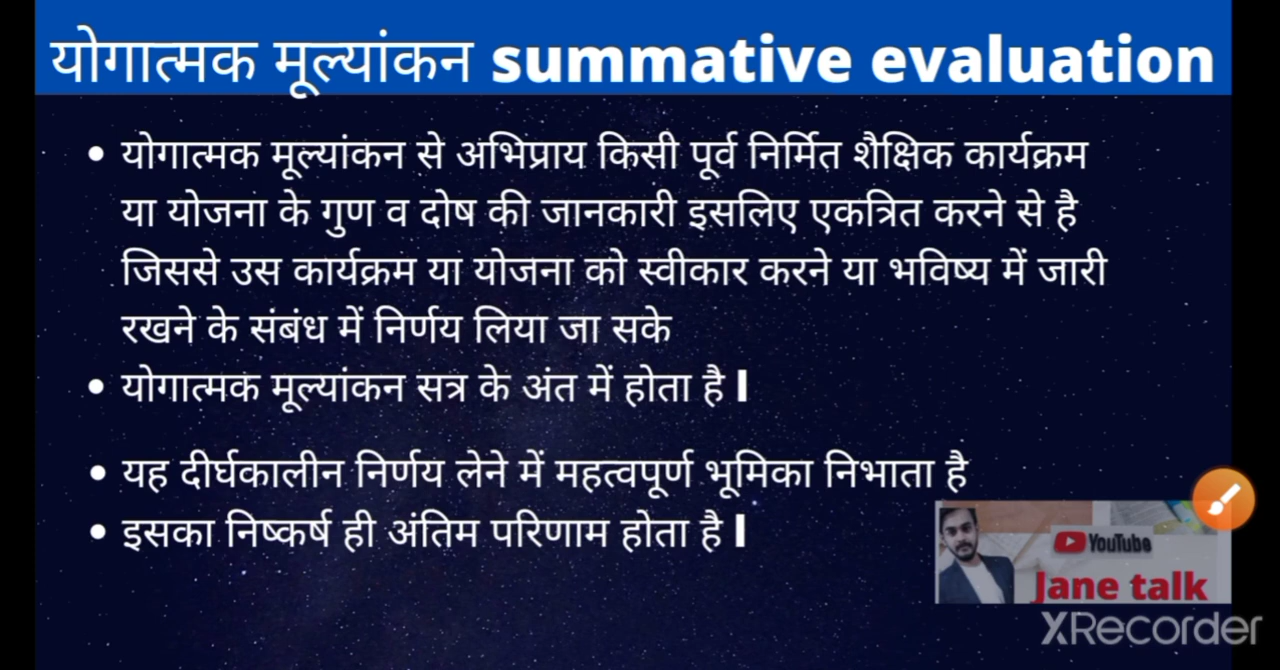 योगात्मक मूल्यांकन summative evaluation
• योगात्मक मूल्यांकन से अभिप्राय किसी पूर्व निर्मित शैक्षिक कार्यक्रम
या योजना के गुण व दोष की जानकारी इसलिए एकत्रित करने से है
जिससे उस कार्यक्रम या योजना को स्वीकार करने या भविष्य में जारी
रखने के संबंध में निर्णय लिया जा सके
• योगात्मक मूल्यांकन सत्र के अंत में होता है I
• यह दीर्घकालीन निर्णय लेने में महत्वपूर्ण भूमिका निभाता है
• इसका निष्कर्ष ही अंतिम परिणाम होता है I
YouTube
Jane talk
XRecorder